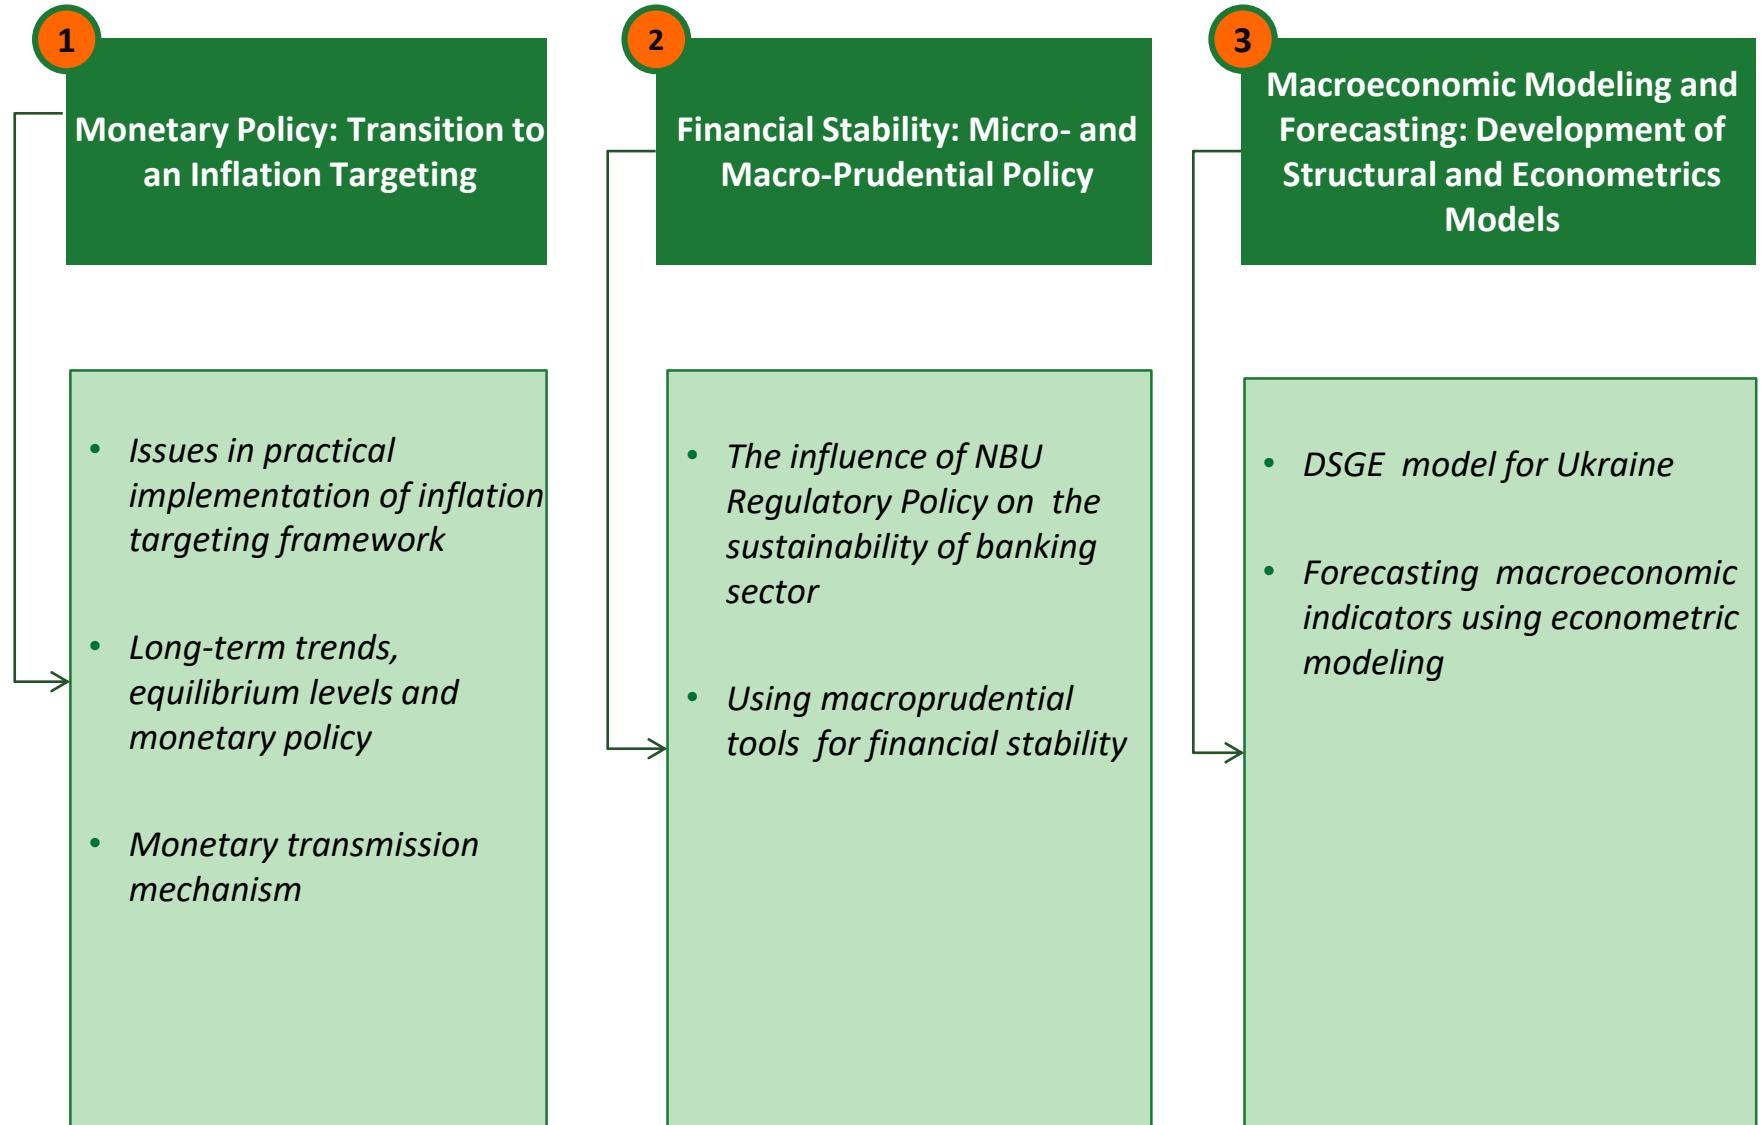 1
Monetary Policy: Transition to
an Inflation Targeting
• Issues in practical
implementation of inflation
targeting framework
• Long-term trends,
equilibrium levels and
monetary policy
• Monetary transmission
mechanism
2
Financial Stability: Micro- and
Macro-Prudential Policy
• The influence of NBU
Regulatory Policy on the
sustainability of banking
sector
• Using macroprudential
tools for financial stability
3
Macroeconomic Modeling and
Forecasting: Development of
Structural and Econometrics
Models
• DSGE model for Ukraine
• Forecasting macroeconomic
indicators using econometric
modeling